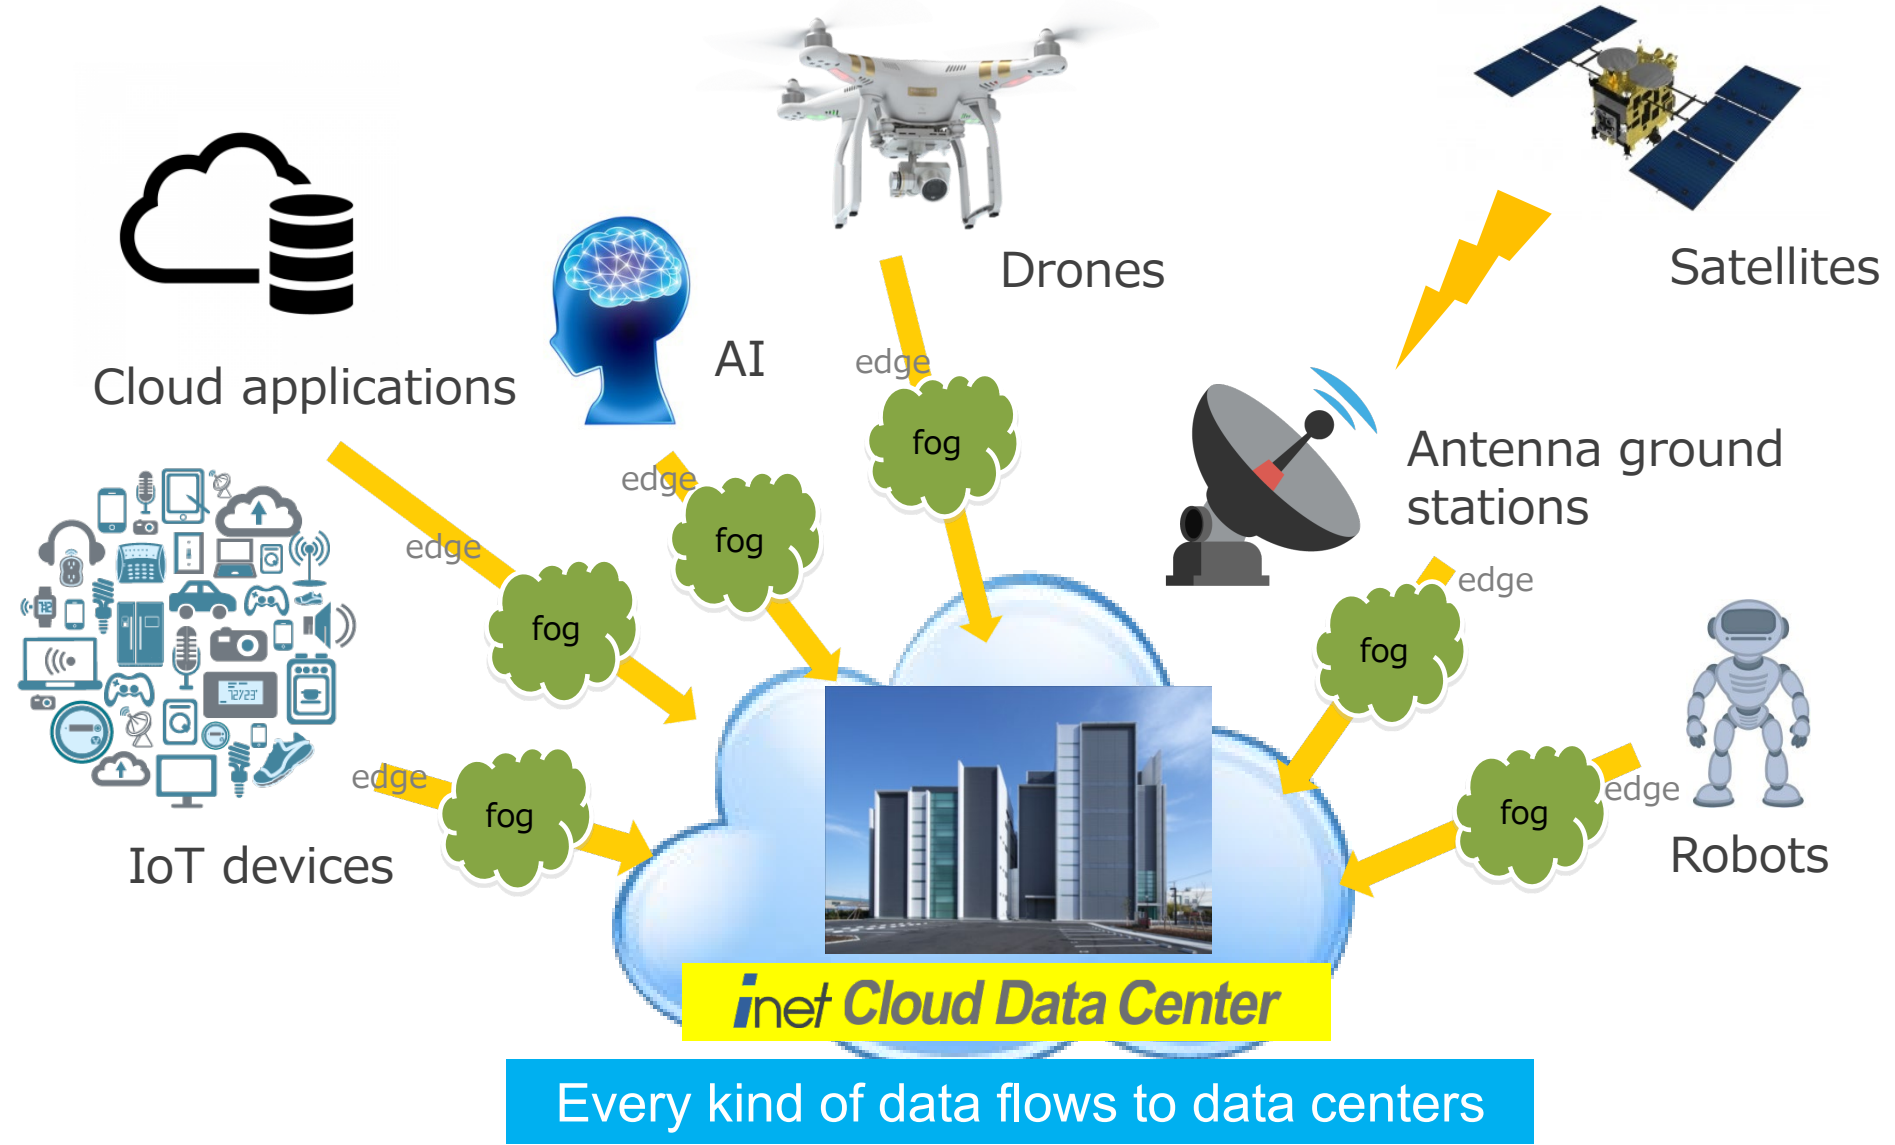 Drones
Satellites
AI
edge
Cloud applications
fog
Antenna ground
stations
edge
fog
edge
fog
edge
fog
fog
edge
fog
edge
fog
IoT devices
Robots
inet Cloud Data Center
Every kind of data flows to data centers